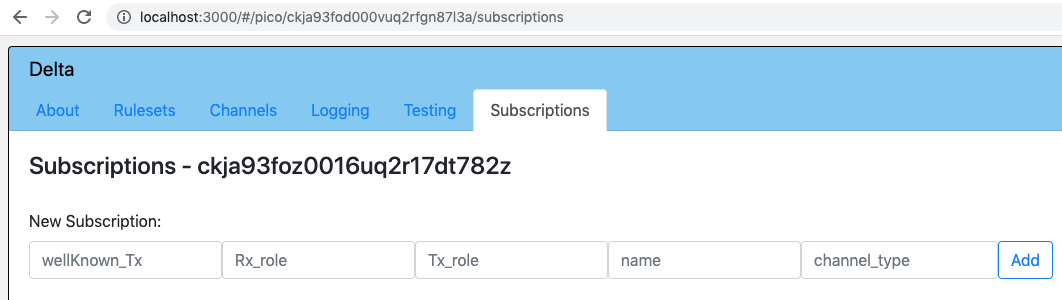 localhost:3000/#/pico/ckja93fod000vuq2rfgn87l3a/subscriptions
Delta
About Rulesets Channels Logging Testing Subscriptions
Subscriptions - ckja93foz0016uq2r17dt782z
New Subscription:
wellKnown_Tx Rx_role Tx_role name channel_type Add